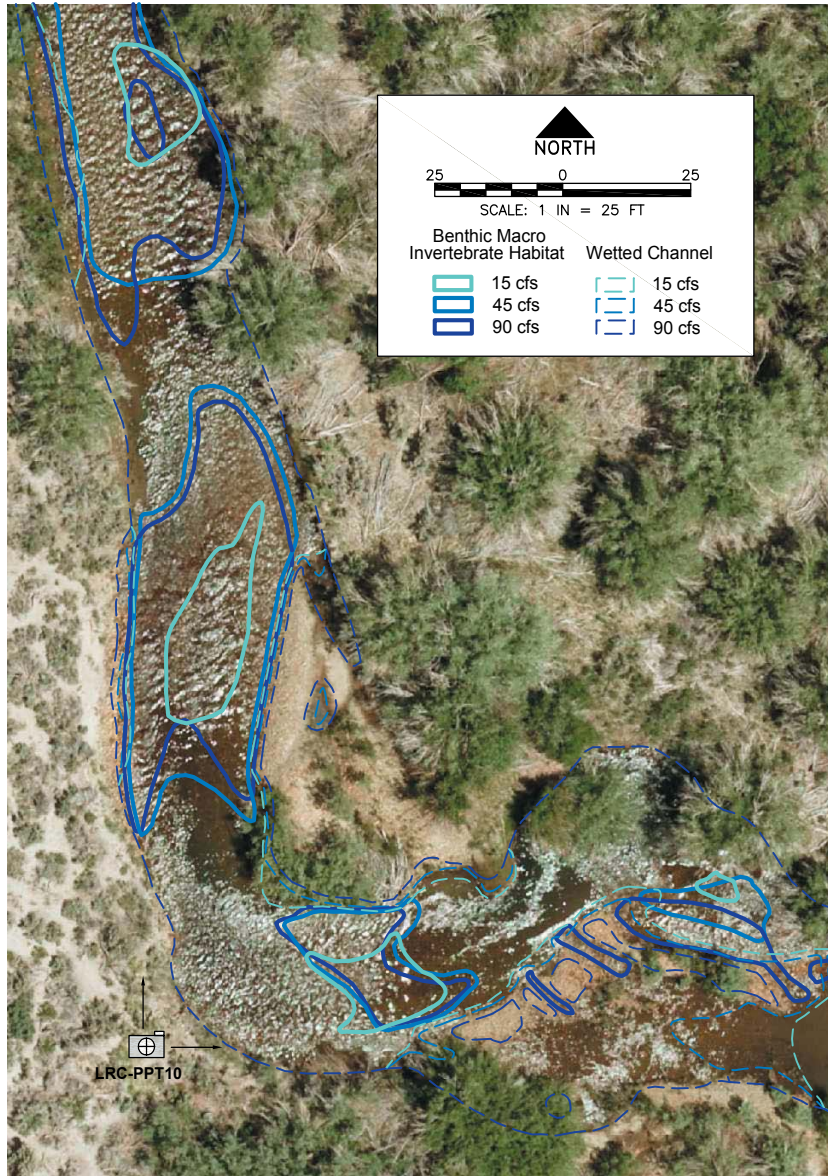 NORTH
25 0 25
SCALE: 1 IN = 25 FT
Benthic Macro
Invertebrate Habitat Wetted Channel
15 cfs 15 cfs
45 cfs 45 cfs
90 cfs 90 cfs
LRC-PPT10